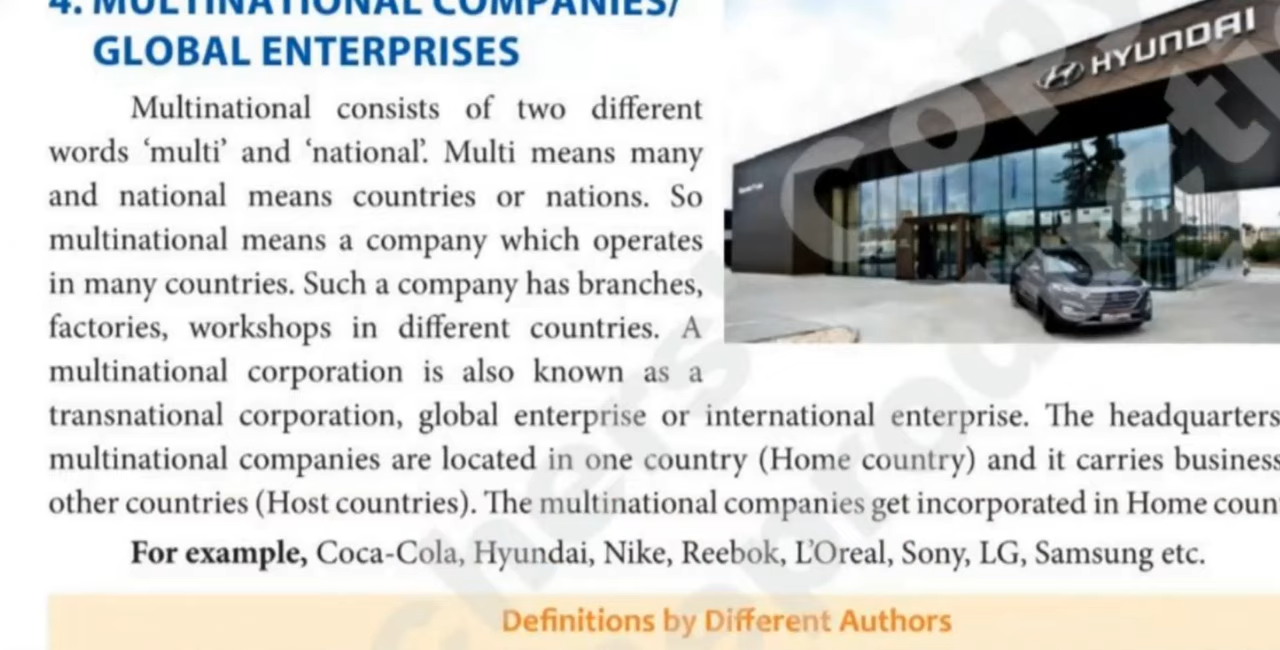 4. MULTINATIONAL COMPANIES/
GLOBAL ENTERPRISES
HYUNDAI
Multinational consists of two different
words ‘multi’ and ‘national’. Multi means many
and national means countries or nations. So
multinational means a company which operates
in many countries. Such a company has branches,
factories, workshops in different countries. A
multinational corporation is also known as a
transnational corporation, global enterprise or international enterprise. The headquarters
multinational companies are located in one country (Home country) and it carries business
other countries (Host countries). The multinational companies get incorporated in Home coun
For example, Coca-Cola, Hyundai, Nike, Reebok, L’Oreal, Sony, LG, Samsung etc.
Definitions by Different Authors